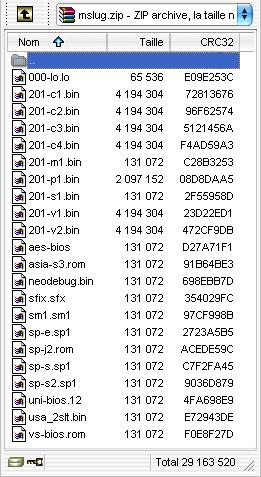 mslug.zip - ZIP archive, la taille n
Nom Taille CRC32
..
000-lo.lo 65 536 E09E253C
201-c1.bin 4 194 304 72813676
201-c2.bin 4 194 304 96F62574
201-c3.bin 4 194 304 5121456A
201-c4.bin 4 194 304 F4AD59A3
201-m1.bin 131 072 C28B3253
201-p1.bin 2 097 152 08D8DAA5
201-s1.bin 131 072 2F55958D
201-v1.bin 4 194 304 23D22ED1
201-v2.bin 4 194 304 472CF9DB
aes-bios 131 072 D27A71F1
asia-s3.rom 131 072 91B64BE3
neodebug.bin 131 072 698EBB7D
sfix.sfx 131 072 354029FC
sm1.sm1 131 072 97CF998B
sp-e.sp1 131 072 2723A5B5
sp-j2.rom 131 072 ACEDE59C
sp-s.sp1 131 072 C7F2FA45
sp-s2.sp1 131 072 9036D879
uni-bios.12 131 072 4FA698E9
usa_2slt.bin 131 072 E72943DE
vs-bios.rom 131 072 F0E8F27D
Total 29 163 520